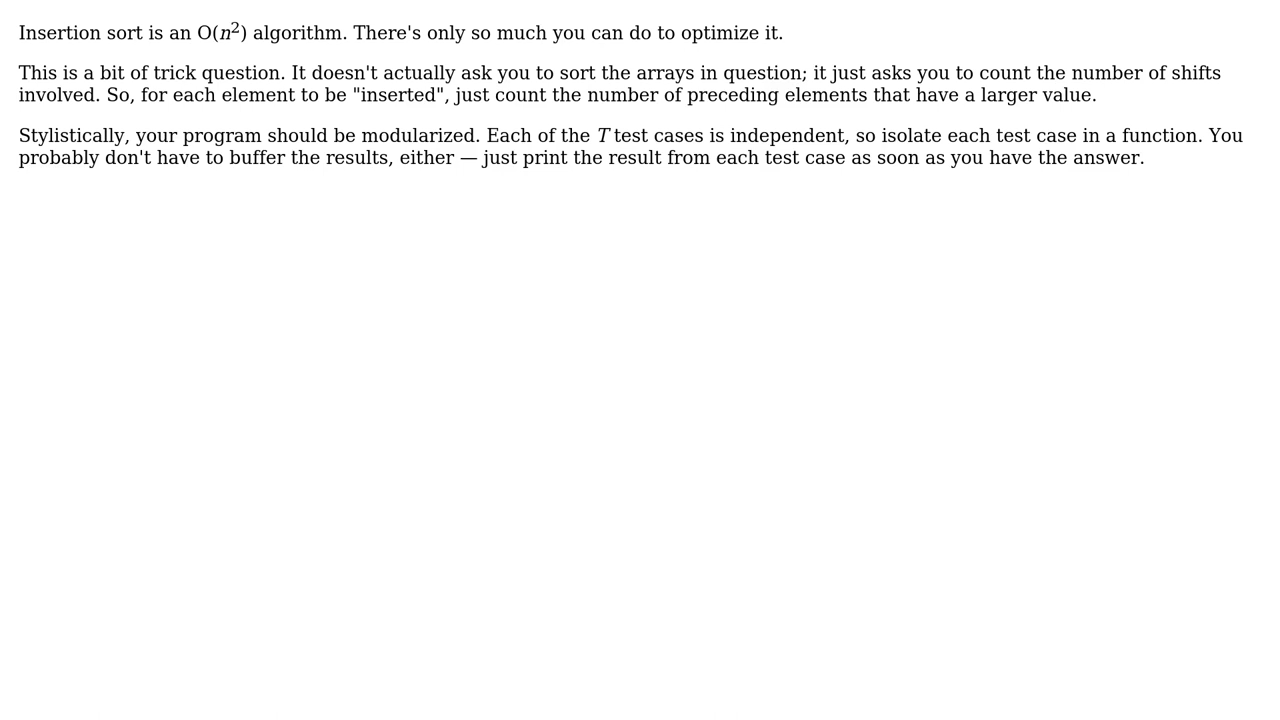 Insertion sort is an O(n²) algorithm. There's only so much you can do to optimize it.
This is a bit of trick question. It doesn't actually ask you to sort the arrays in question; it just asks you to count the number of shifts
involved. So, for each element to be "inserted", just count the number of preceding elements that have a larger value.
Stylistically, your program should be modularized. Each of the T test cases is independent, so isolate each test case in a function. You
probably don't have to buffer the results, either — just print the result from each test case as soon as you have the answer.